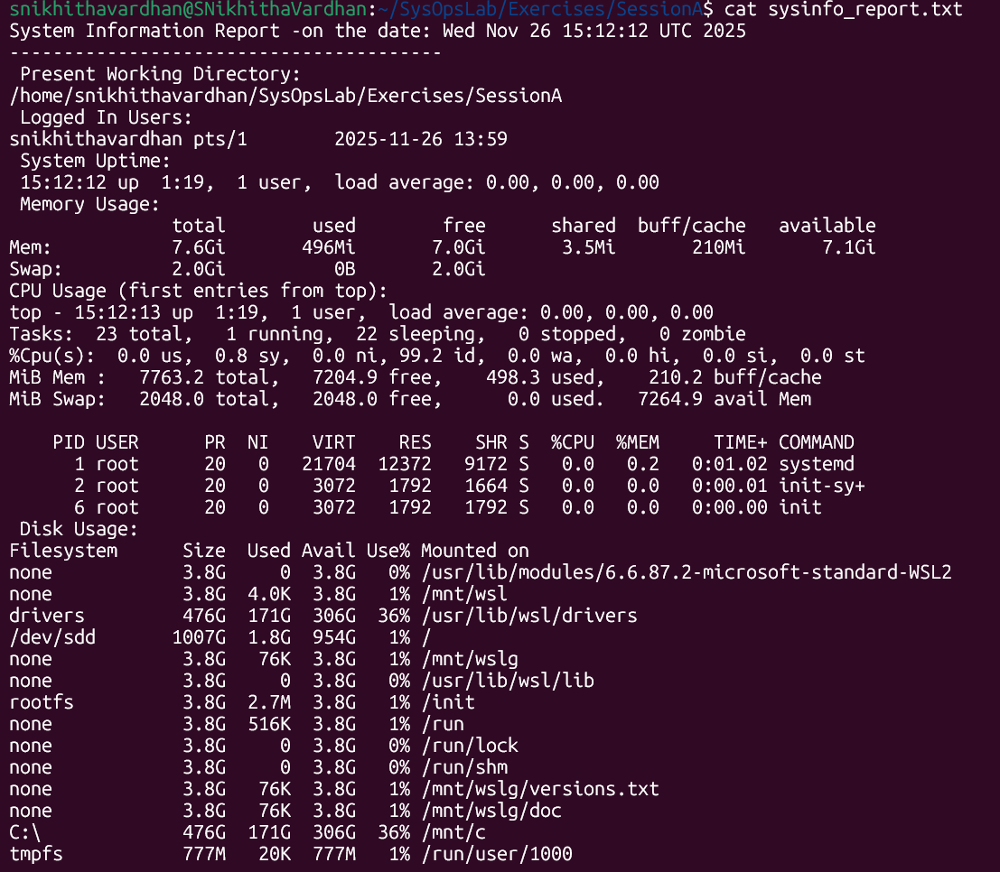 snikhithavardhan@SNikhithaVardhan:~/SysOpsLab/Exercises/SessionA$ cat sysinfo_report.txt
System Information Report -on the date: Wed Nov 26 15:12:12 UTC 2025
----------------------------------------
 Present Working Directory:
/home/snikhithavardhan/SysOpsLab/Exercises/SessionA
 Logged In Users:
snikhithavardhan pts/1        2025-11-26 13:59
 System Uptime:
 15:12:12 up  1:19,  1 user,  load average: 0.00, 0.00, 0.00
 Memory Usage:
               total        used        free      shared  buff/cache   available
Mem:           7.6Gi       496Mi       7.0Gi       3.5Mi       210Mi       7.1Gi
Swap:          2.0Gi          0B       2.0Gi
CPU Usage (first entries from top):
top - 15:12:13 up  1:19,  1 user,  load average: 0.00, 0.00, 0.00
Tasks:  23 total,   1 running,  22 sleeping,   0 stopped,   0 zombie
%Cpu(s):  0.0 us,  0.8 sy,  0.0 ni, 99.2 id,  0.0 wa,  0.0 hi,  0.0 si,  0.0 st
MiB Mem :   7763.2 total,   7204.9 free,    498.3 used,    210.2 buff/cache
MiB Swap:   2048.0 total,   2048.0 free,      0.0 used.   7264.9 avail Mem
    PID USER      PR  NI    VIRT    RES    SHR S  %CPU  %MEM     TIME+ COMMAND
      1 root      20   0   21704  12372   9172 S   0.0   0.2   0:01.02 systemd
      2 root      20   0    3072   1792   1664 S   0.0   0.0   0:00.01 init-sy+
      6 root      20   0    3072   1792   1792 S   0.0   0.0   0:00.00 init
 Disk Usage:
Filesystem      Size  Used Avail Use% Mounted on
none            3.8G     0  3.8G   0% /usr/lib/modules/6.6.87.2-microsoft-standard-WSL2
none            3.8G  4.0K  3.8G   1% /mnt/wsl
drivers         476G  171G  306G  36% /usr/lib/wsl/drivers
/dev/sdd       1007G  1.8G  954G   1% /
none            3.8G   76K  3.8G   1% /mnt/wslg
none            3.8G     0  3.8G   0% /usr/lib/wsl/lib
rootfs          3.8G  2.7M  3.8G   1% /init
none            3.8G  516K  3.8G   1% /run
none            3.8G     0  3.8G   0% /run/lock
none            3.8G     0  3.8G   0% /run/shm
none            3.8G   76K  3.8G   1% /mnt/wslg/versions.txt
none            3.8G   76K  3.8G   1% /mnt/wslg/doc
C:\             476G  171G  306G  36% /mnt/c
tmpfs           777M   20K  777M   1% /run/user/1000